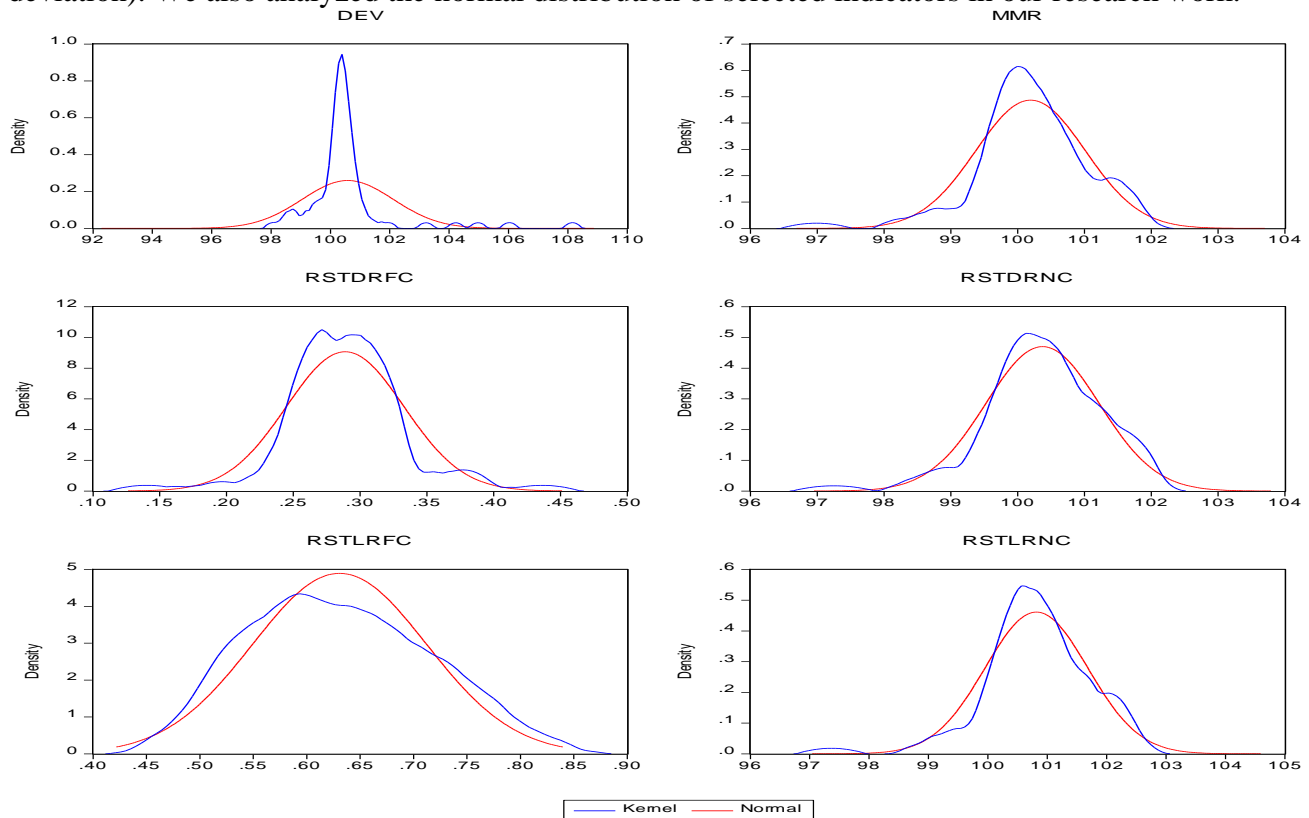 deviation). We also analyzed the normal distribution of selected indicators in our research work.
DEV
MMR
1.0
0.8
0.6
0.4
0.2
0.0
Density
92 94 96 98 100 102 104 106 108 110
.7
.6
.5
.4
.3
.2
.1
.0
Density
96 97 98 99 100 101 102 103 104
RSTDRFC
RSTDRNC
12
10
8
6
4
2
0
Density
.10 .15 .20 .25 .30 .35 .40 .45 .50
.6
.5
.4
.3
.2
.1
.0
Density
96 97 98 99 100 101 102 103 104
RSTLRFC
RSTLRNC
5
4
3
2
1
0
Density
.40 .45 .50 .55 .60 .65 .70 .75 .80 .85 .90
.6
.5
.4
.3
.2
.1
.0
Density
96 97 98 99 100 101 102 103 104 105
Kernel Normal